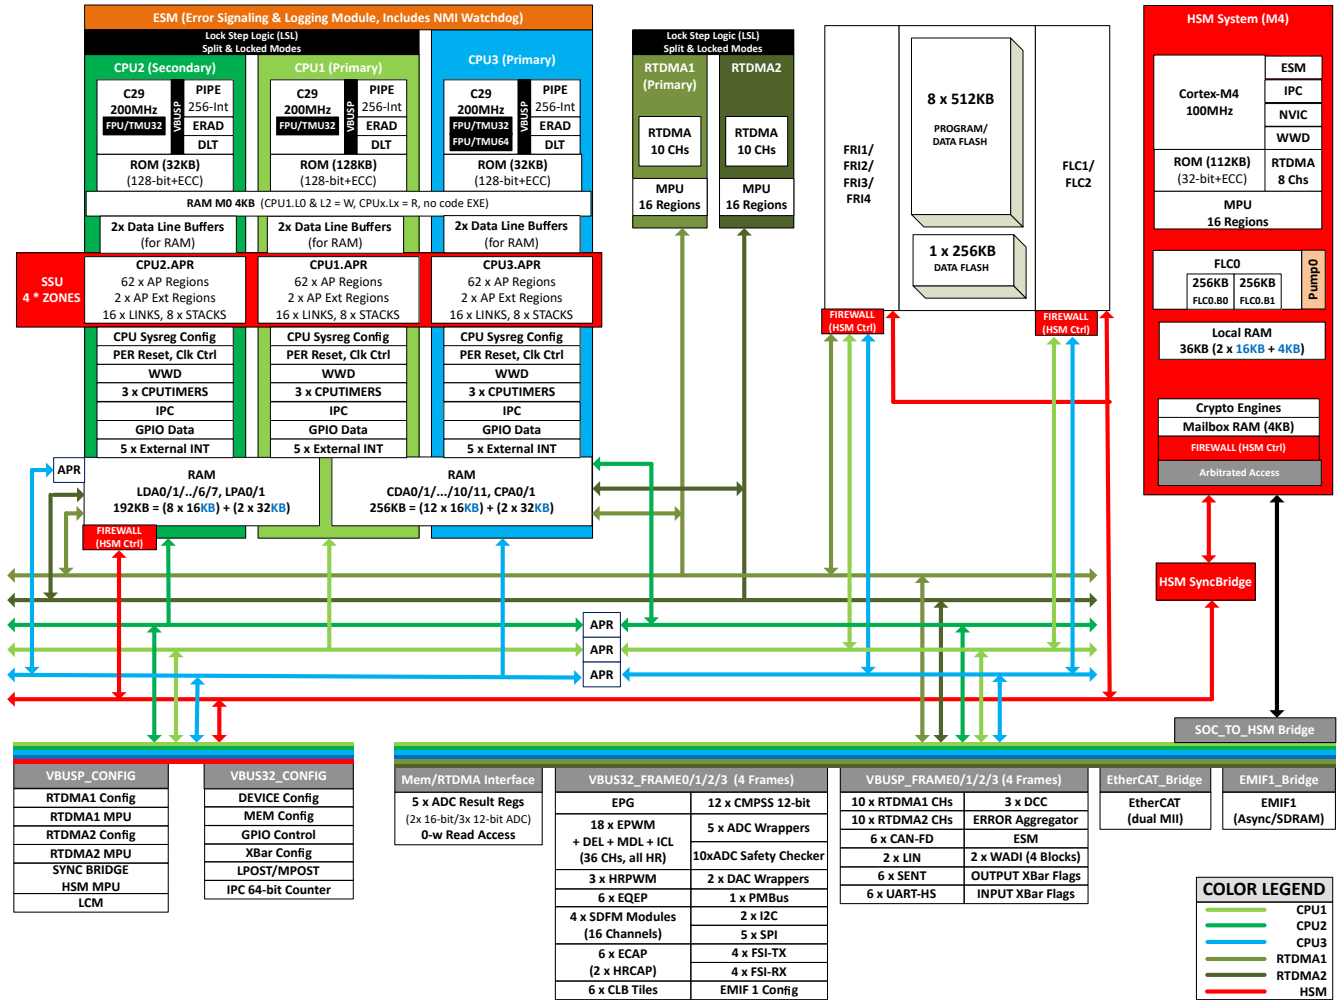 ESM (Error Signaling & Logging Module, Includes NMI Watchdog)
Lock Step Logic (LSL)
Split & Locked Modes
CPU2 (Secondary)
CPU1 (Primary)
CPU3 (Primary)
C29
200MHz
FPU/TMU32
VBUSP
PIPE
256-Int
ERAD
DLT
C29
200MHz
FPU/TMU32
VBUSP
PIPE
256-Int
ERAD
DLT
C29
200MHz
FPU/TMU32
FPU/TMU64
VBUSP
PIPE
256-Int
ERAD
DLT
ROM (32KB)
(128-bit+ECC)
ROM (128KB)
(128-bit+ECC)
ROM (32KB)
(128-bit+ECC)
RAM M0 4KB (CPU1.L0 & L2 = W, CPUx.Lx = R, no code EXE)
2x Data Line Buffers
(for RAM)
2x Data Line Buffers
(for RAM)
2x Data Line Buffers
(for RAM)
SSU
4 * ZONES
CPU2.APR
62 x AP Regions
2 x AP Ext Regions
16 x LINKS, 8 x STACKS
CPU1.APR
62 x AP Regions
2 x AP Ext Regions
16 x LINKS, 8 x STACKS
CPU3.APR
62 x AP Regions
2 x AP Ext Regions
16 x LINKS, 8 x STACKS
CPU Sysreg Config
PER Reset, Clk Ctrl
WWD
3 x CPUTIMERS
IPC
GPIO Data
5 x External INT
CPU Sysreg Config
PER Reset, Clk Ctrl
WWD
3 x CPUTIMERS
IPC
GPIO Data
5 x External INT
CPU Sysreg Config
PER Reset, Clk Ctrl
WWD
3 x CPUTIMERS
IPC
GPIO Data
5 x External INT
APR
RAM
LDA0/1/../6/7, LPA0/1
192KB = (8 x 16KB) + (2 x 32KB)
RAM
CDA0/1/.../10/11, CPA0/1
256KB = (12 x 16KB) + (2 x 32KB)
FIREWALL
(HSM Ctrl)
Lock Step Logic (LSL)
Split & Locked Modes
RTDMA1
(Primary)
RTDMA2
RTDMA
10 CHs
RTDMA
10 CHs
MPU
16 Regions
MPU
16 Regions
FRI1/
FRI2/
FRI3/
FRI4
8 x 512KB
PROGRAM/
DATA FLASH
1 x 256KB
DATA FLASH
FLC1/
FLC2
FIREWALL
(HSM Ctrl)
FIREWALL
(HSM Ctrl)
HSM System (M4)
Cortex-M4
100MHz
ESM
IPC
NVIC
WWD
ROM (112KB)
(32-bit+ECC)
RTDMA
8 Chs
MPU
16 Regions
FLC0
256KB
FLC0.B0
256KB
FLC0.B1
Pump0
Local RAM
36KB (2 x 16KB + 4KB)
Crypto Engines
Mailbox RAM (4KB)
FIREWALL (HSM Ctrl)
Arbitrated Access
HSM SyncBridge
APR
APR
APR
SOC_TO_HSM Bridge
VBUSP_CONFIG
RTDMA1 Config
RTDMA1 MPU
RTDMA2 Config
RTDMA2 MPU
SYNC BRIDGE
HSM MPU
LCM
VBUS32_CONFIG
DEVICE Config
MEM Config
GPIO Control
XBar Config
LPOST/MPOST
IPC 64-bit Counter
Mem/RTDMA Interface
5 x ADC Result Regs
(2x 16-bit/3x 12-bit ADC)
0-w Read Access
VBUS32_FRAME0/1/2/3 (4 Frames)
EPG
18 x EPWM
+ DEL + MDL + ICL
(36 CHs, all HR)
3 x HRPWM
6 x EQEP
4 x SDFM Modules
(16 Channels)
6 x ECAP
(2 x HRCAP)
6 x CLB Tiles
12 x CMPSS 12-bit
5 x ADC Wrappers
10xADC Safety Checker
2 x DAC Wrappers
1 x PMBus
2 x I2C
5 x SPI
4 x FSI-TX
4 x FSI-RX
EMIF 1 Config
VBUSP_FRAME0/1/2/3 (4 Frames)
10 x RTDMA1 CHs
10 x RTDMA2 CHs
6 x CAN-FD
2 x LIN
6 x SENT
6 x UART-HS
3 x DCC
ERROR Aggregator
ESM
2 x WADI (4 Blocks)
OUTPUT XBar Flags
INPUT XBar Flags
EtherCAT_Bridge
EtherCAT
(dual MII)
EMIF1_Bridge
EMIF1
(Async/SDRAM)
COLOR LEGEND
CPU1
CPU2
CPU3
RTDMA1
RTDMA2
HSM